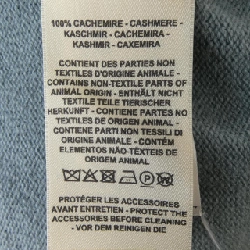 100% CACHEMIRE - CASHMERE -
KASCHMIR - CACHEMIRA -
KASHMIR - CAXEMIRA
CONTIENT DES PARTIES NON
TEXTILES D'ORIGINE ANIMALE -
CONTAINS NON-TEXTILE PARTS OF
ANIMAL ORIGIN - ENTHÄLT NICHT
TEXTILE TEILE TIERISCHER
HERKUNFT - CONTIENE PARTES NO
TEXTILES DE ORIGEN ANIMAL -
CONTIENE PARTI NON TESSILI DI
ORIGINE ANIMALE - CONTÉM
ELEMENTOS NÃO-TÊXTEIS DE
ORIGEM ANIMAL
PROTÉGER LES ACCESSOIRES
AVANT ENTRETIEN - PROTECT THE
ACCESSORIES BEFORE CLEANING
- VOR DEM REINIGEN DIE